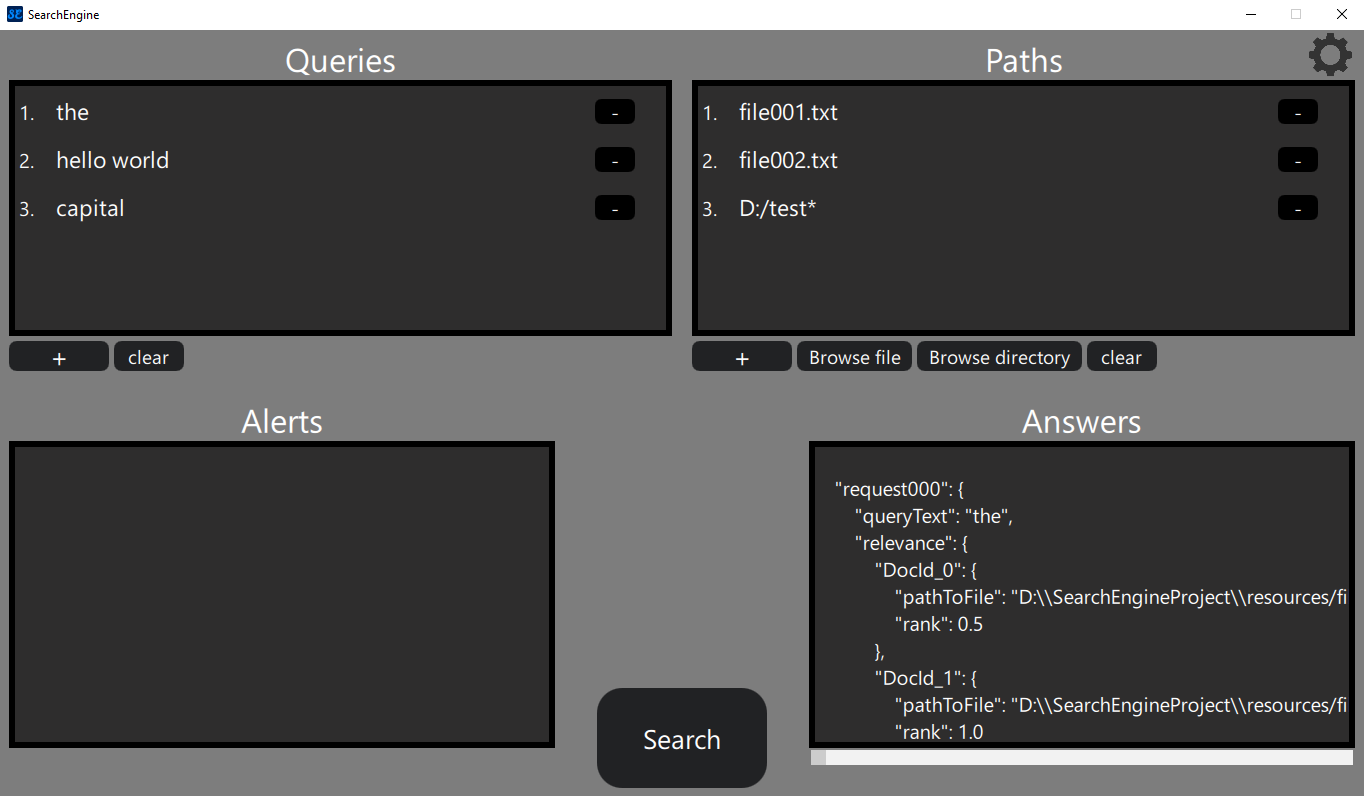 SearchEngine
Queries
1. the -
2. hello world -
3. capital -
+ clear
Paths
1. file001.txt -
2. file002.txt -
3. D:/test* -
+ Browse file Browse directory clear
Alerts
Search
Answers
"request000": {
"queryText": "the",
"relevance": {
"DocId_0": {
"pathToFile": "D:\\SearchEngineProject\\resources/fi
"rank": 0.5
},
"DocId_1": {
"pathToFile": "D:\\SearchEngineProject\\resources/fi
"rank": 1.0